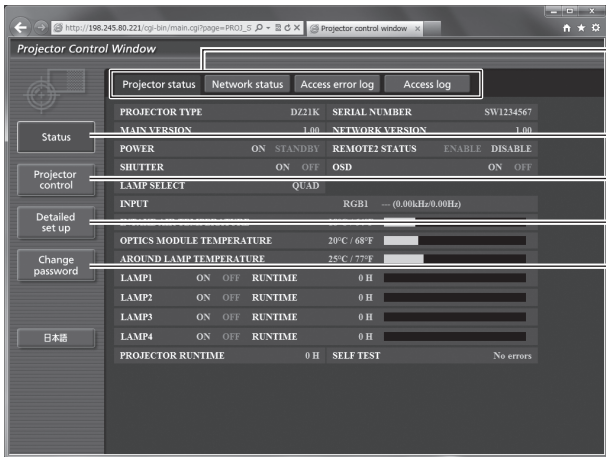 http://198.245.80.221/cgi-bin/main.cgi?page=PROJ_S Projector control window
Projector Control Window
Projector status Network status Access error log Access log
PROJECTOR TYPE DZ21K SERIAL NUMBER SW1234567
MAIN VERSION 1.00 NETWORK VERSION 1.00
POWER ON STANDBY REMOTE2 STATUS ENABLE DISABLE
SHUTTER ON OFF OSD ON OFF
LAMP SELECT QUAD
INPUT RGB1 --- (0.00kHz/0.00Hz)
OPTICS MODULE TEMPERATURE 20°C / 68°F
AROUND LAMP TEMPERATURE 25°C / 77°F
LAMP1 ON OFF RUNTIME 0 H
LAMP2 ON OFF RUNTIME 0 H
LAMP3 ON OFF RUNTIME 0 H
LAMP4 ON OFF RUNTIME 0 H
PROJECTOR RUNTIME 0 H SELF TEST No errors
Status
Projector
control
Detailed
set up
Change
password
日本語